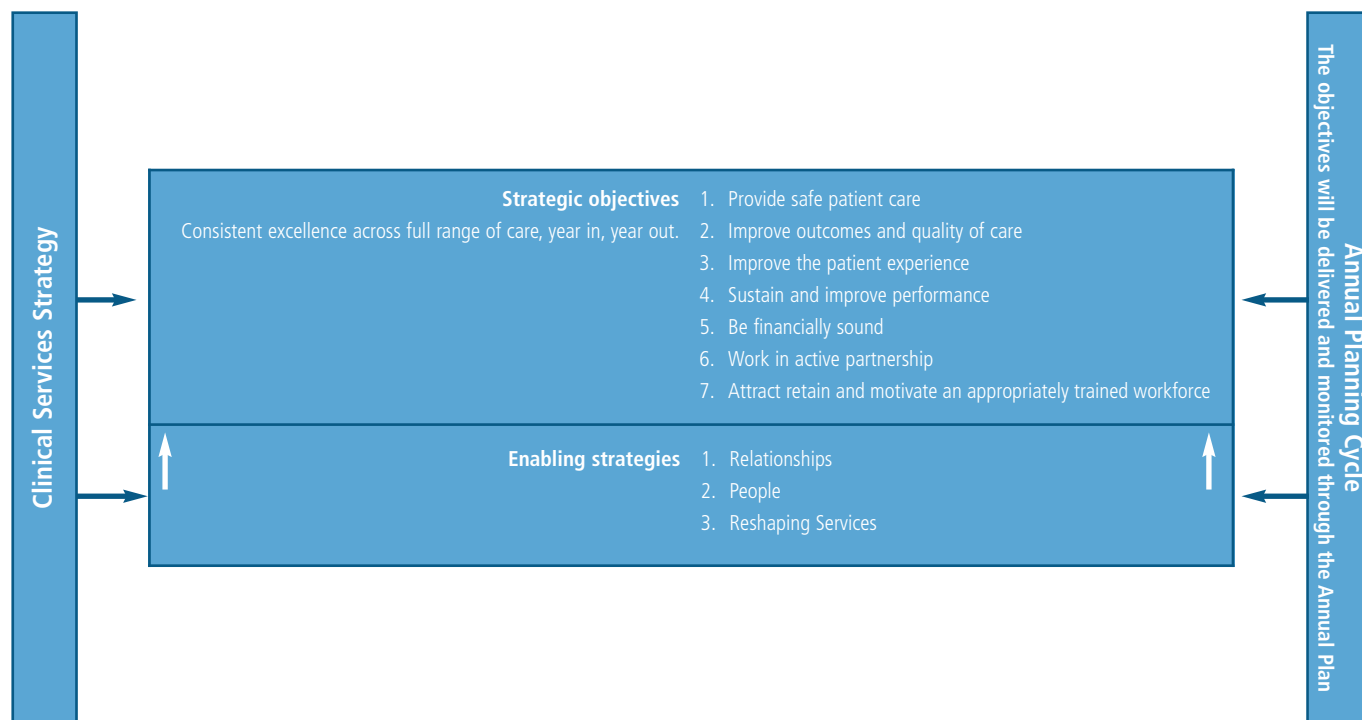 Clinical Services Strategy
Strategic objectives
Consistent excellence across full range of care, year in, year out.
1. Provide safe patient care
2. Improve outcomes and quality of care
3. Improve the patient experience
4. Sustain and improve performance
5. Be financially sound
6. Work in active partnership
7. Attract retain and motivate an appropriately trained workforce
Enabling strategies
1. Relationships
2. People
3. Reshaping Services
Annual Planning Cycle
The objectives will be delivered and monitored through the Annual Plan